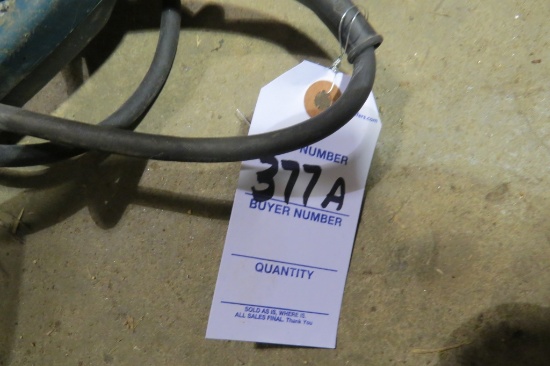 NUMBER
377A
BUYER NUMBER
QUANTITY
SOLD AS IS, WHERE IS.
ALL SALES FINAL. Thank You